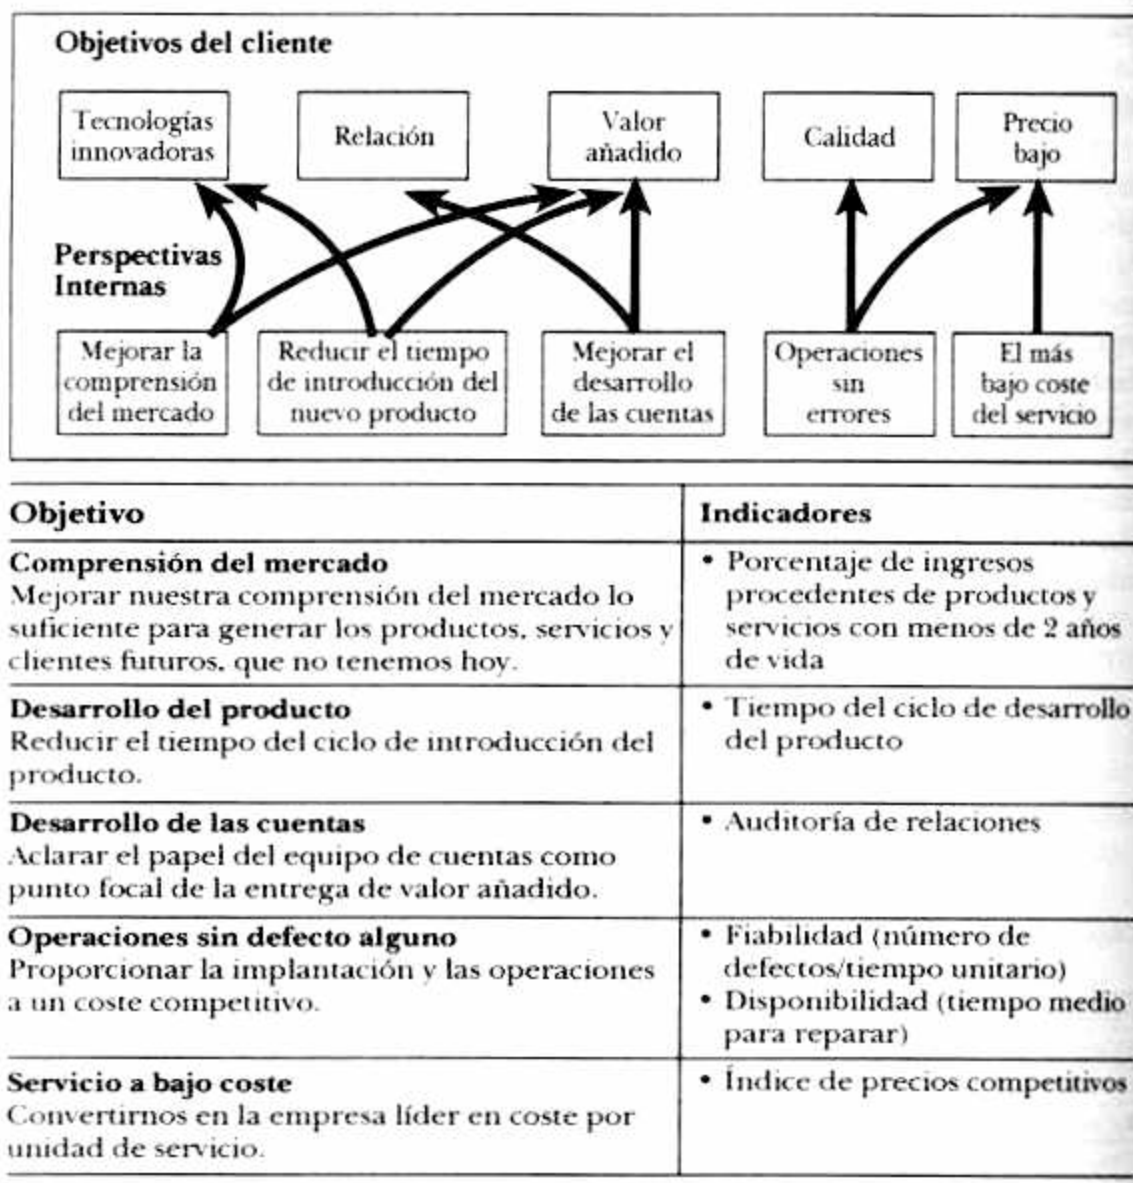 Objetivos del cliente
Tecnologías
innovadoras
Relación
Valor
añadido
Calidad
Precio
bajo
Perspectivas
Internas
Mejorar la
comprensión
del mercado
Reducir el tiempo
de introducción del
nuevo producto
Mejorar el
desarrollo
de las cuentas
Operaciones
sin
errores
El más
bajo coste
del servicio
Objetivo
Indicadores
Comprensión del mercado
Mejorar nuestra comprensión del mercado lo
suficiente para generar los productos, servicios y
clientes futuros, que no tenemos hoy.
• Porcentaje de ingresos
procedentes de productos y
servicios con menos de 2 años
de vida
Desarrollo del producto
Reducir el tiempo del ciclo de introducción del
producto.
• Tiempo del ciclo de desarrollo
del producto
Desarrollo de las cuentas
Aclarar el papel del equipo de cuentas como
punto focal de la entrega de valor añadido.
• Auditoría de relaciones
Operaciones sin defecto alguno
Proporcionar la implantación y las operaciones
a un coste competitivo.
• Fiabilidad (número de
defectos/tiempo unitario)
• Disponibilidad (tiempo medio
para reparar)
Servicio a bajo coste
Convertirnos en la empresa líder en coste por
unidad de servicio.
• Índice de precios competitivos